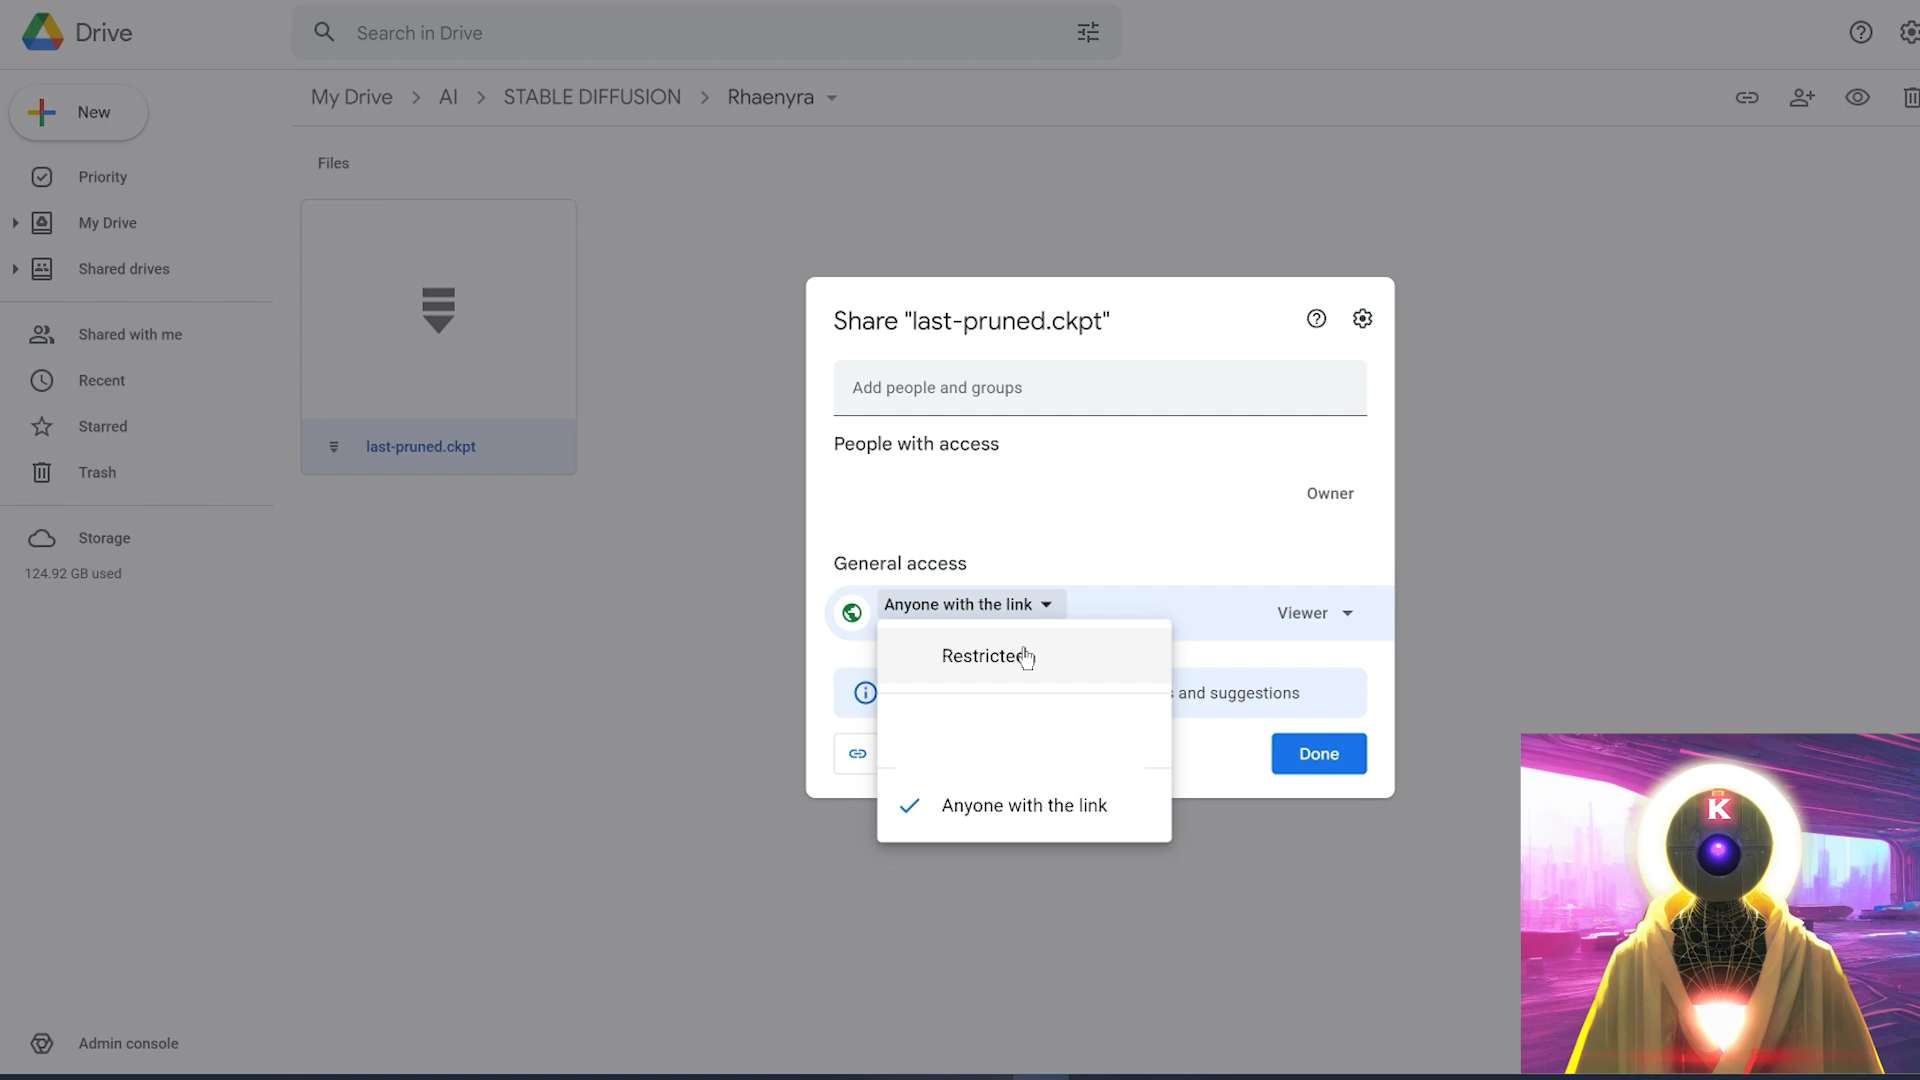 Drive
Search in Drive
New
My Drive > AI > STABLE DIFFUSION > Rhaenyra
Priority
My Drive
Shared drives
Shared with me
Recent
Starred
Trash
Storage
124.92 GB used
Admin console
Files
last-pruned.ckpt
Share "last-pruned.ckpt"
Add people and groups
People with access
Owner
General access
Anyone with the link
Viewer
Restricted
and suggestions
Anyone with the link
Done
K